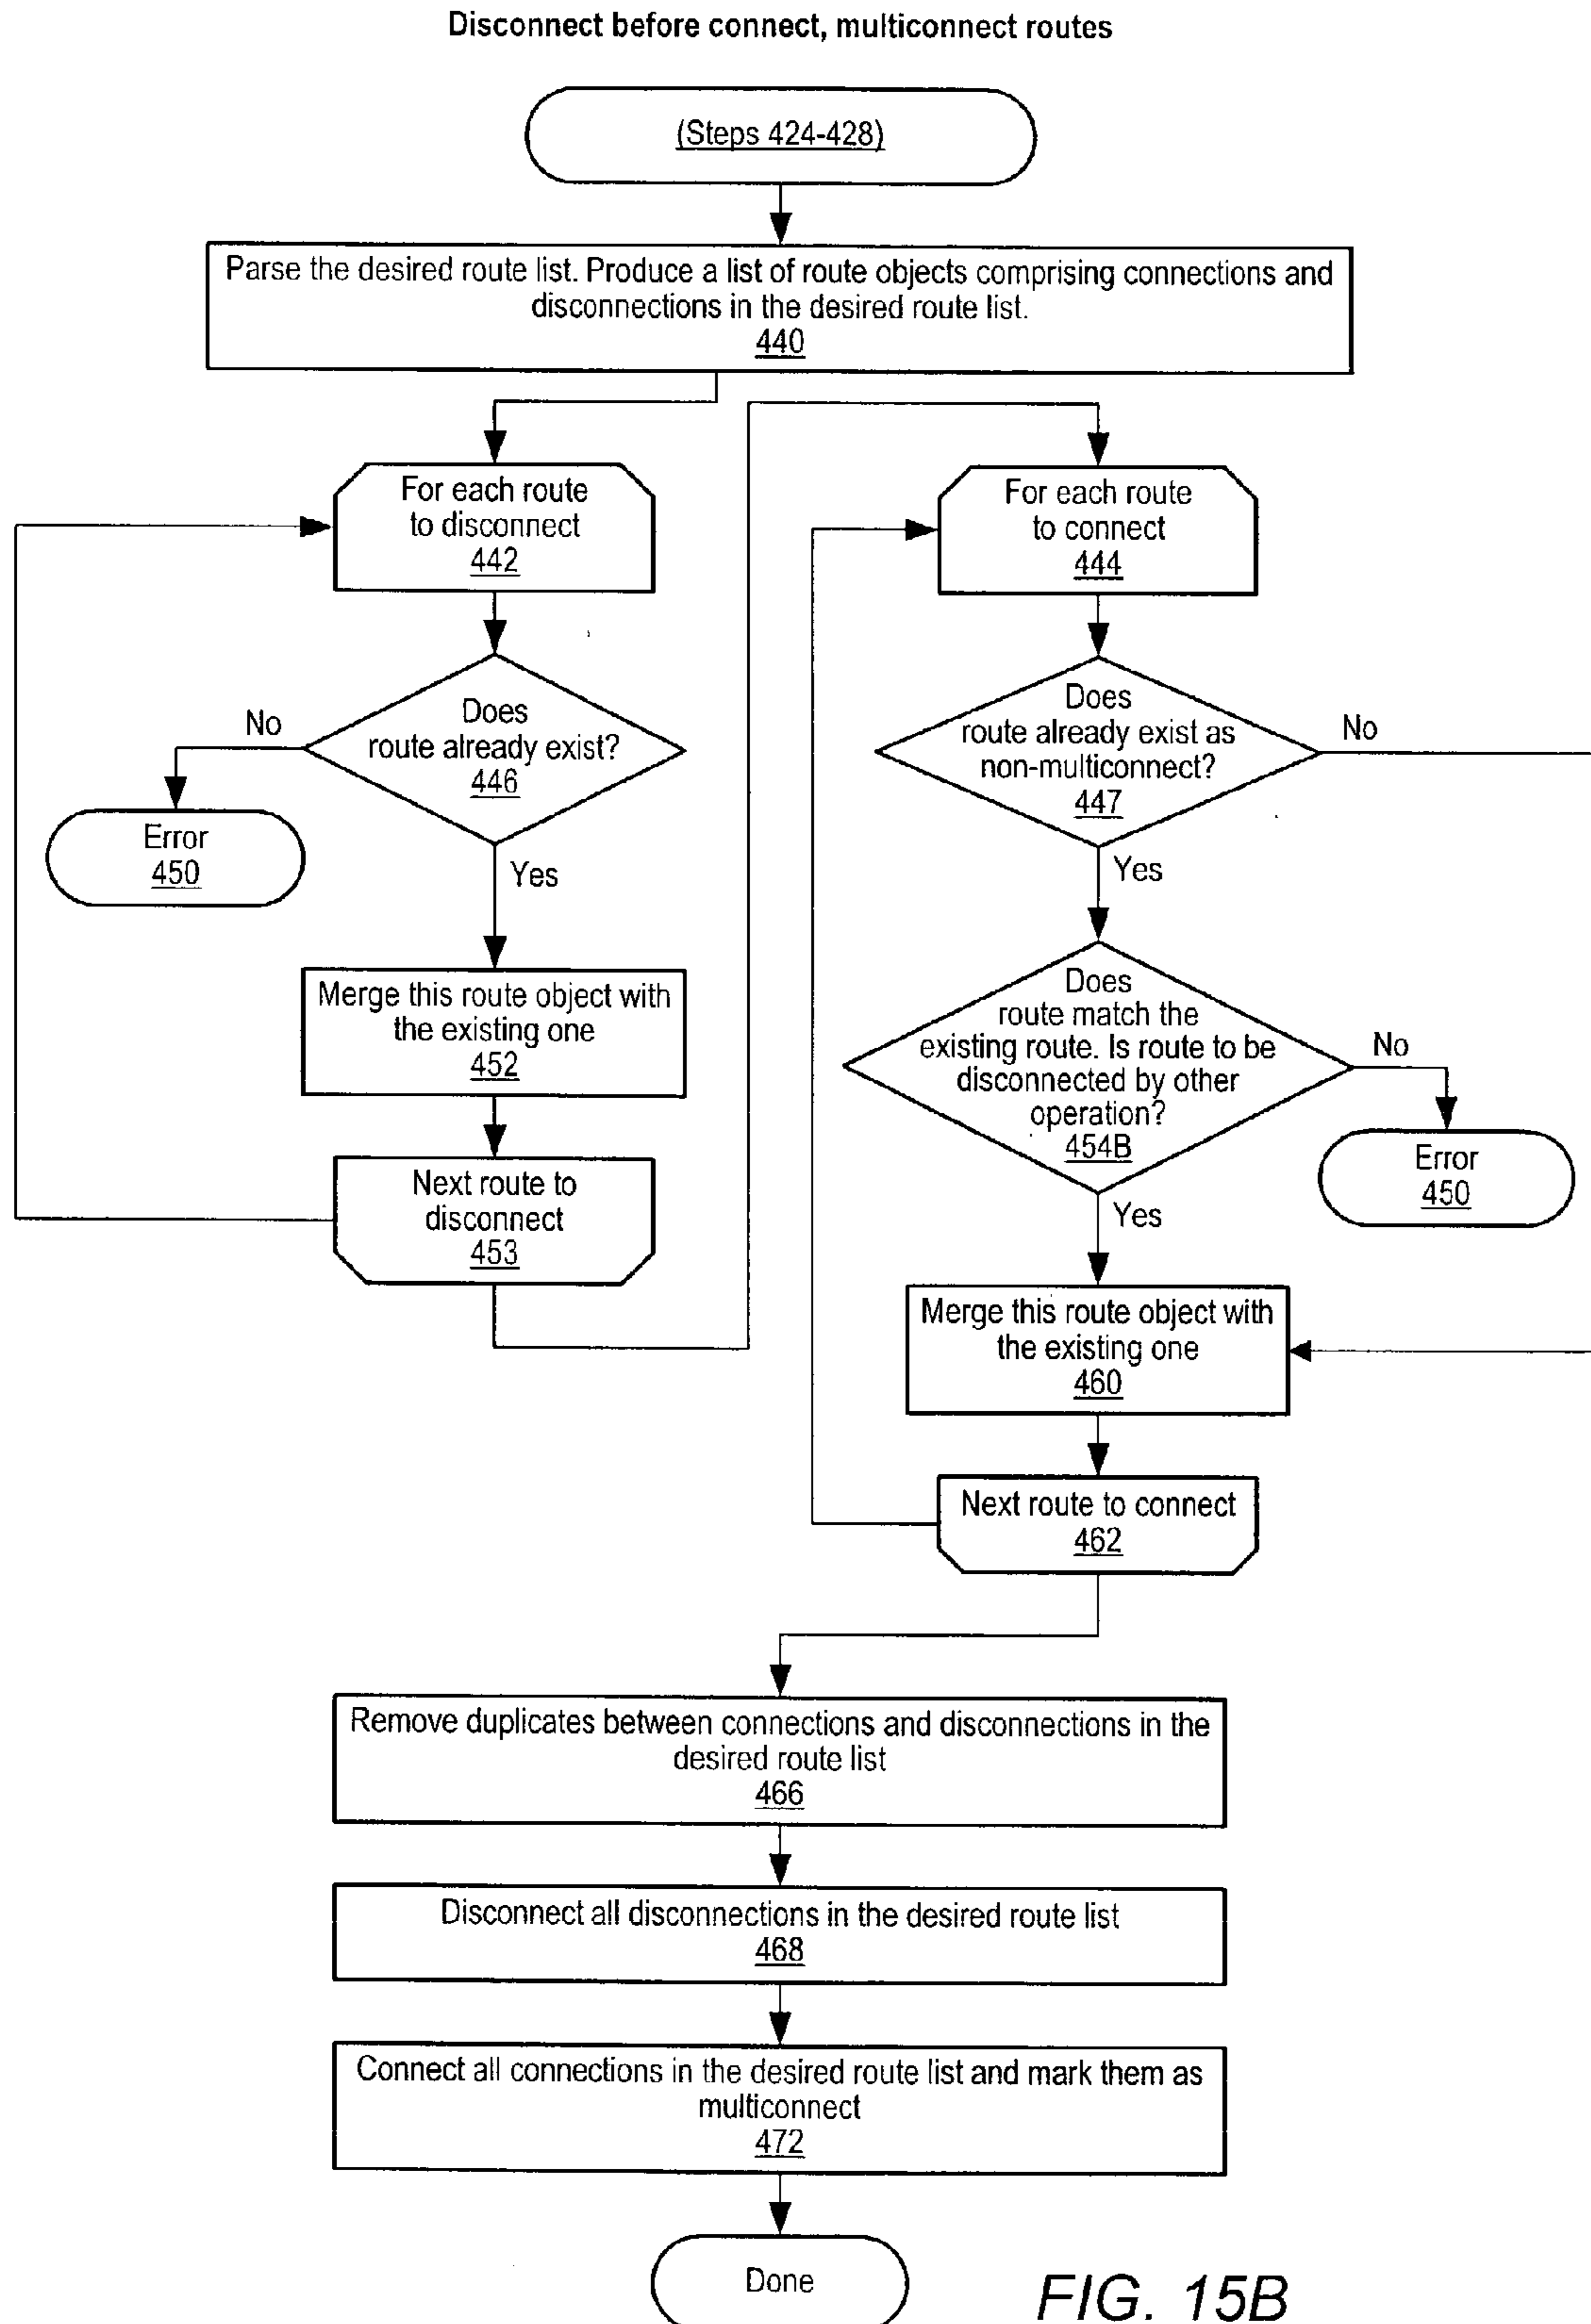 Disconnect before connect, multiconnect routes
(Steps 424-428)
Parse the desired route list. Produce a list of route objects comprising connections and
disconnections in the desired route list.
440
For each route
to disconnect
442
Does
route already exist?
446
No
Error
450
Yes
Merge this route object with
the existing one
452
Next route to
disconnect
453
For each route
to connect
444
Does
route already exist as
non-multiconnect?
447
No
Yes
Does
route match the
existing route. Is route to be
disconnected by other
operation?
454B
No
Error
450
Yes
Merge this route object with
the existing one
460
Next route to connect
462
Remove duplicates between connections and disconnections in the
desired route list
466
Disconnect all disconnections in the desired route list
468
Connect all connections in the desired route list and mark them as
multiconnect
472
Done
FIG. 15B